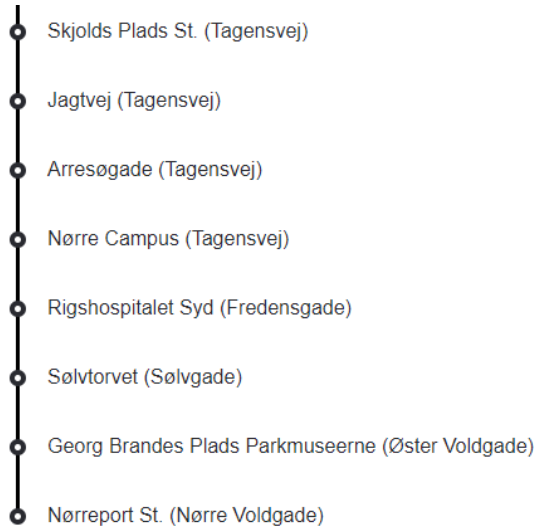 Skjolds Plads St. (Tagensvej)
Jagtvej (Tagensvej)
Arresøgade (Tagensvej)
Nørre Campus (Tagensvej)
Rigshospitalet Syd (Fredensgade)
Sølvtorvet (Sølvgade)
Georg Brandes Plads Parkmuseerne (Øster Voldgade)
Nørreport St. (Nørre Voldgade)